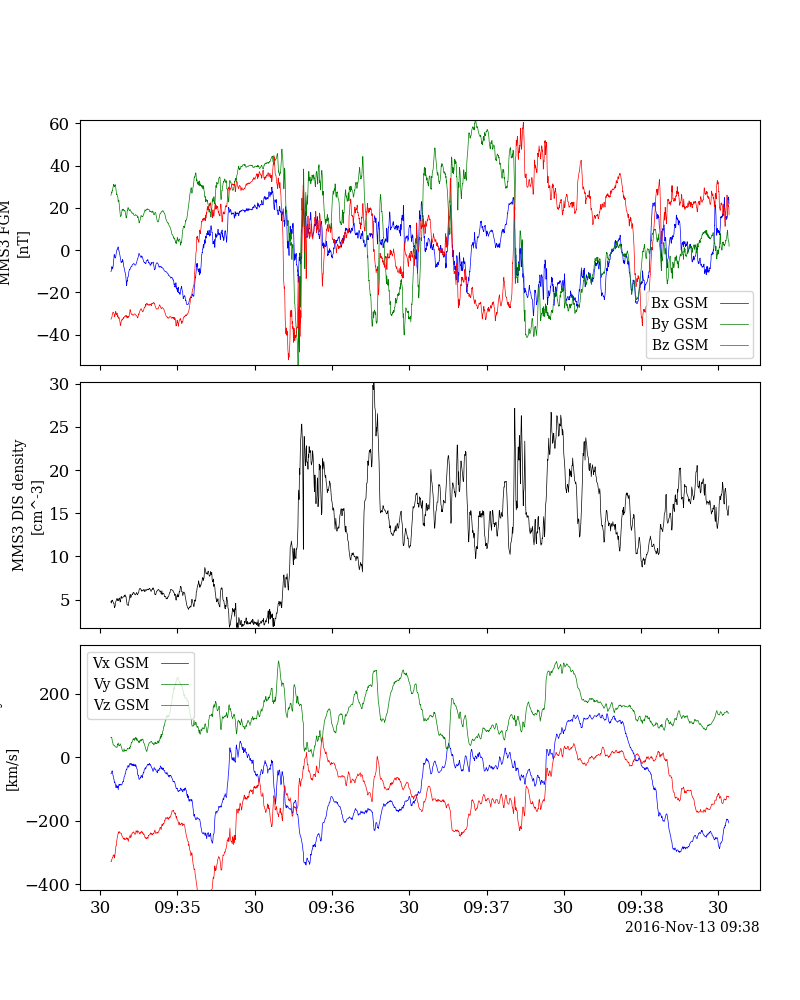 60
40
20
0
−20
−40
MMS3 FGM
[nT]
Bx GSM
By GSM
Bz GSM
30
25
20
15
10
5
MMS3 DIS density
[cm^-3]
Vx GSM
Vy GSM
Vz GSM
200
0
−200
−400
[km/s]
30
09:35
30
09:36
30
09:37
30
09:38
30
2016-Nov-13 09:38